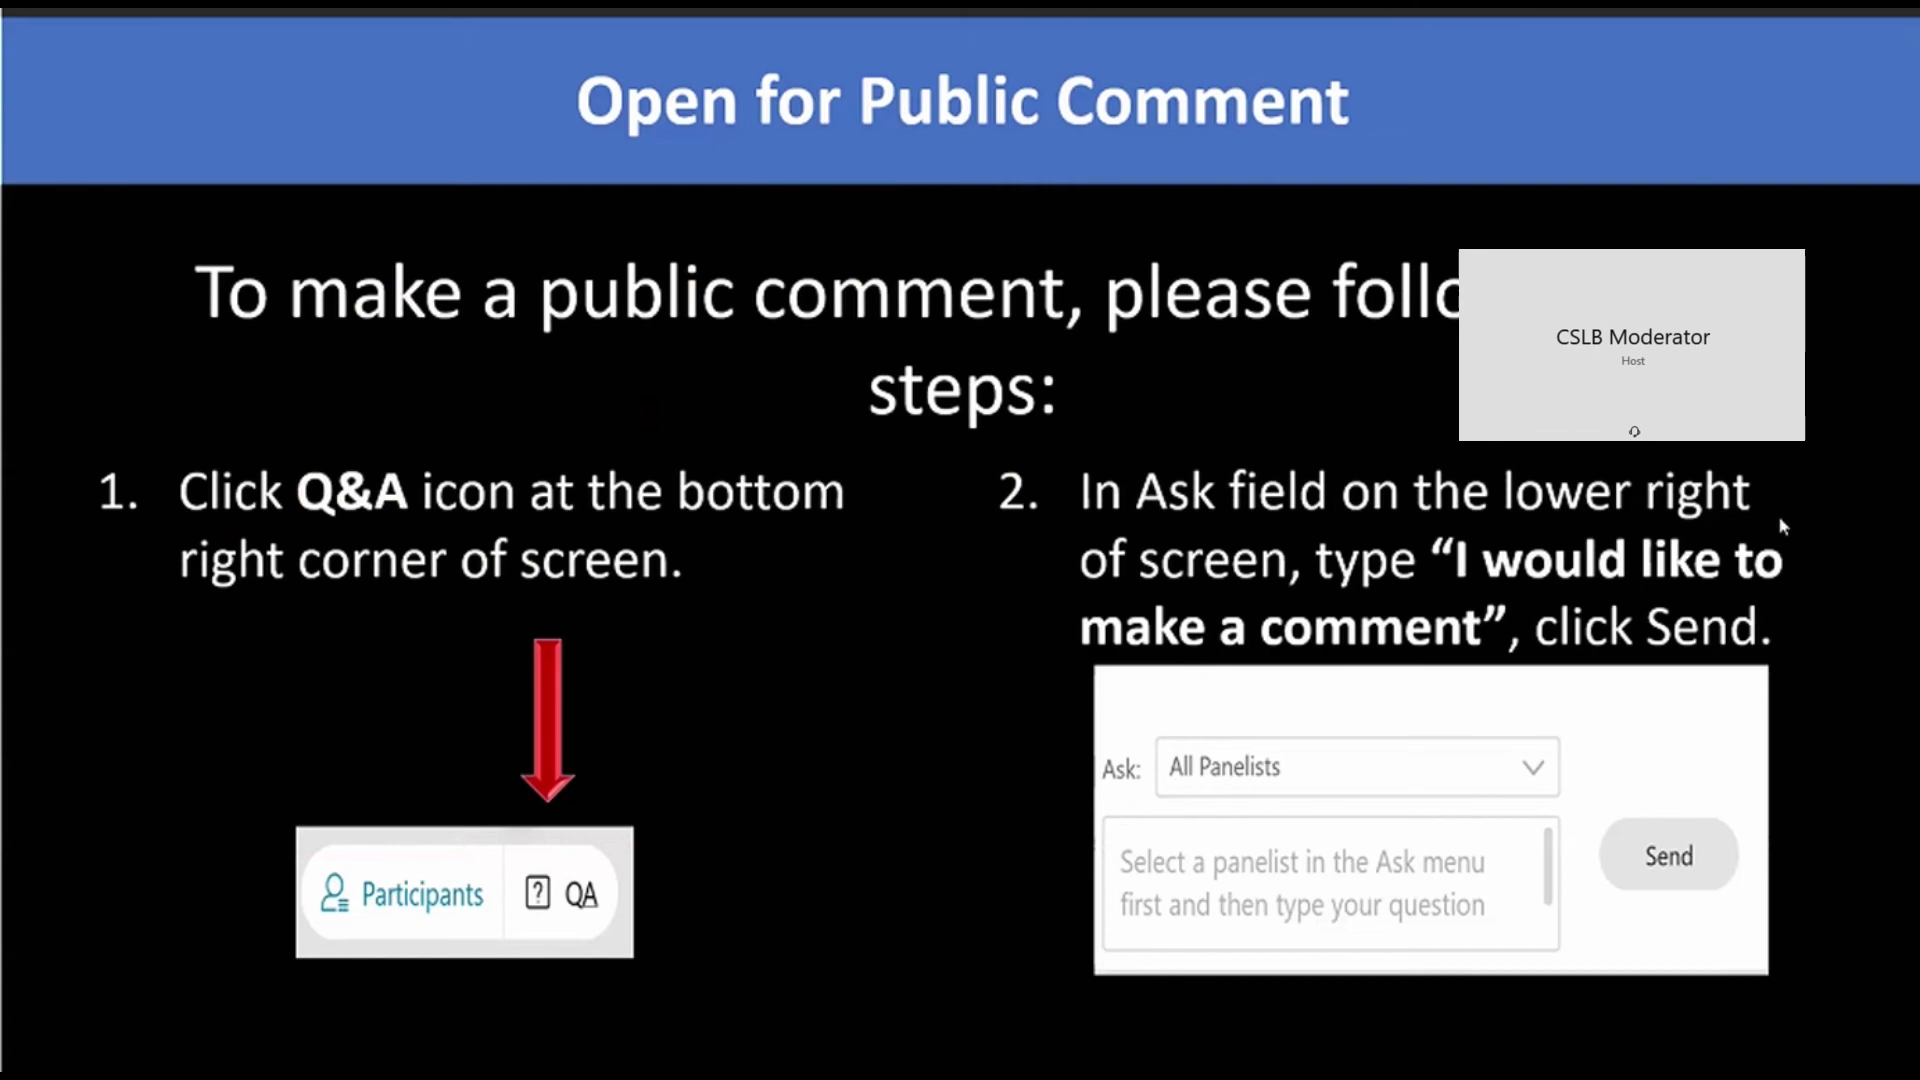 Open for Public Comment
To make a public comment, please
steps:
CSLB Moderator
Host
1. Click Q&A icon at the bottom
right corner of screen.
2. In Ask field on the lower right
of screen, type “I would like to
make a comment”, click Send.
Participants
QA
Ask: All Panelists
Select a panelist in the Ask menu
first and then type your question
Send